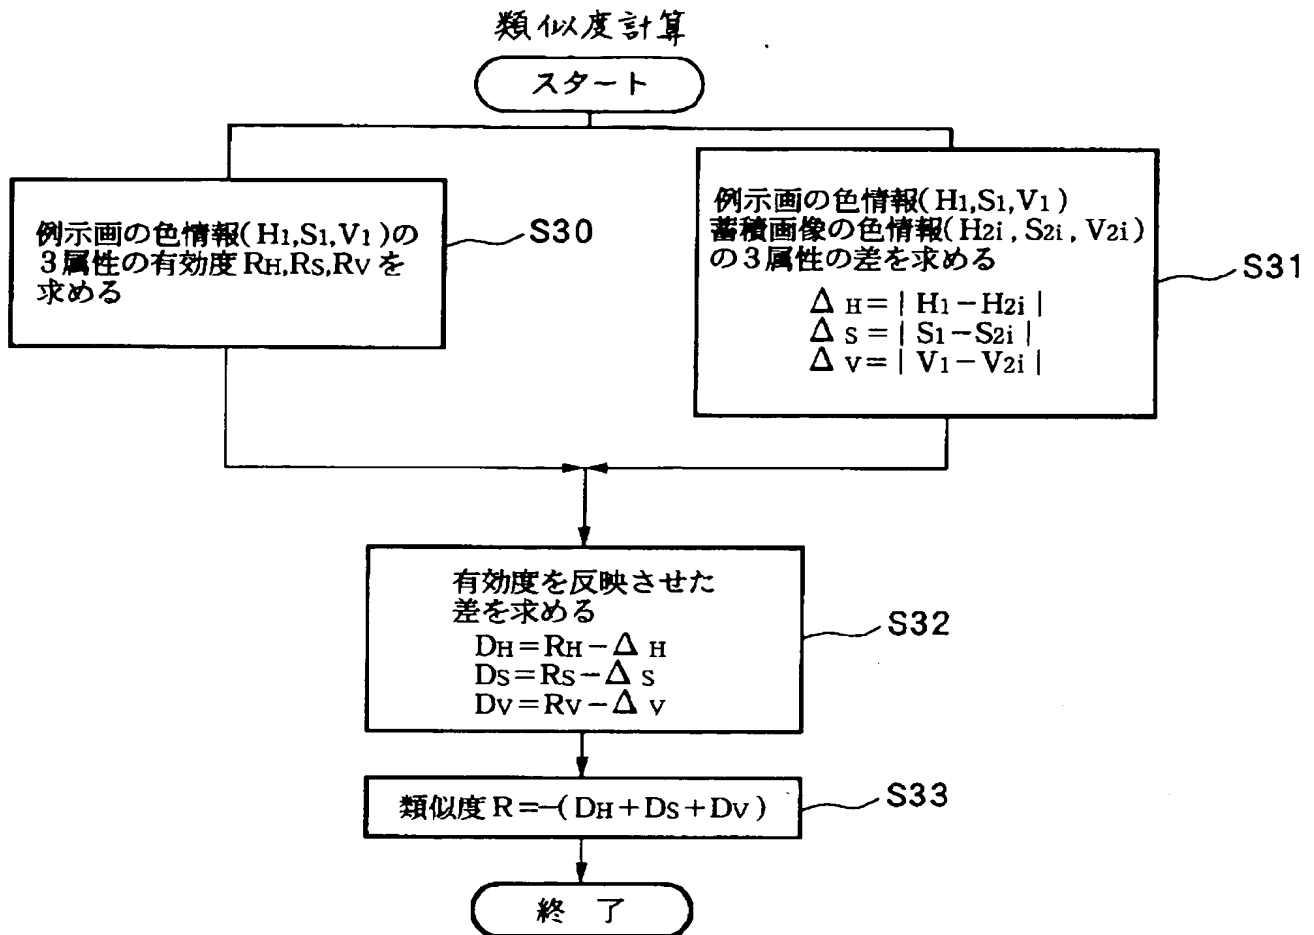 類似度計算
スタート
例示画の色情報(H1,S1,V1)の
3属性の有効度RH,RS,RVを
求める
S30
例示画の色情報(H1,S1,V1)
蓄積画像の色情報(H2i,S2i,V2i)
の3属性の差を求める
ΔH=|H1-H2i|
ΔS=|S1-S2i|
ΔV=|V1-V2i|
S31
有効度を反映させた
差を求める
DH=RH-ΔH
DS=RS-ΔS
DV=RV-ΔV
S32
類似度R=-(DH+DS+DV)
S33
終了